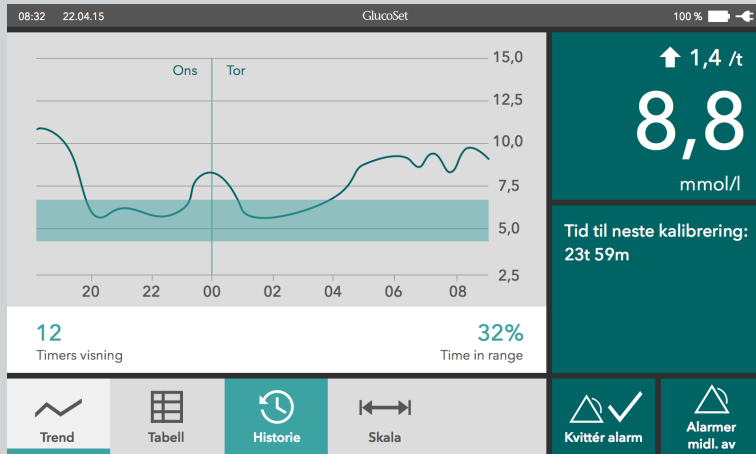 08:32 22.04.15 GlucoSet 100 %
Ons Tor
15,0
12,5
10,0
7,5
5,0
2,5
20 22 00 02 04 06 08
12
Timers visning
32%
Time in range
1,4 /t
8,8
mmol/l
Tid til neste kalibrering:
23t 59m
Trend
Tabell
Historie
Skala
Kvittér alarm
Alarmer
midl. av